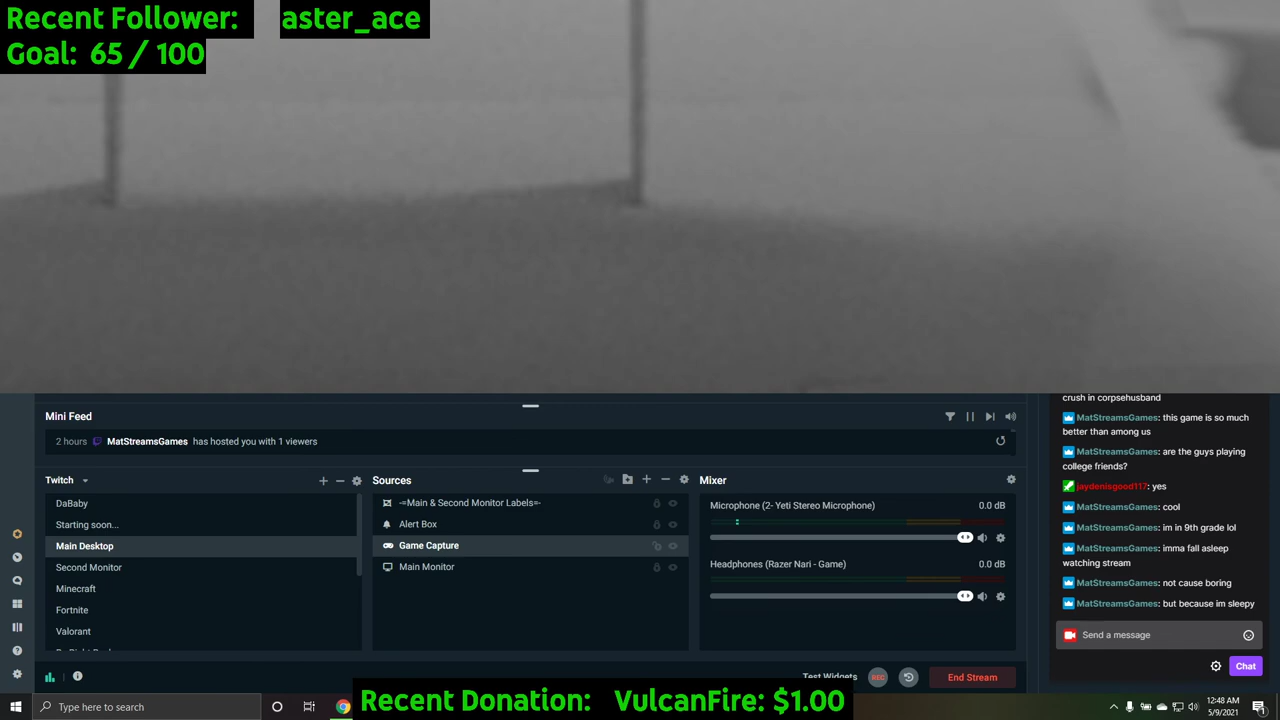 Recent Follower: aster_ace
Goal: 65 / 100
Mini Feed
2 hours MatStreamsGames has hosted you with 1 viewers
Twitch
DaBaby
Starting soon...
Main Desktop
Second Monitor
Minecraft
Fortnite
Valorant
Sources
-=Main & Second Monitor Labels=-
Alert Box
Game Capture
Main Monitor
Mixer
Microphone (2- Yeti Stereo Microphone) 0.0 dB
Headphones (Razer Nari - Game) 0.0 dB
crush in corpsehusband
MatStreamsGames: this game is so much
better than among us
MatStreamsGames: are the guys playing
college friends?
jaydenisgood117: yes
MatStreamsGames: cool
MatStreamsGames: im in 9th grade lol
MatStreamsGames: imma fall asleep
watching stream
MatStreamsGames: not cause boring
MatStreamsGames: but because im sleepy
Send a message
Chat
Test Widgets
REC
End Stream
Type here to search
Recent Donation: VulcanFire: $1.00
12:48 AM
5/9/2021